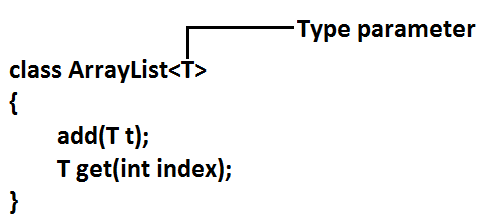 Type parameter
class ArrayList<T>
{
add(T t);
T get(int index);
}